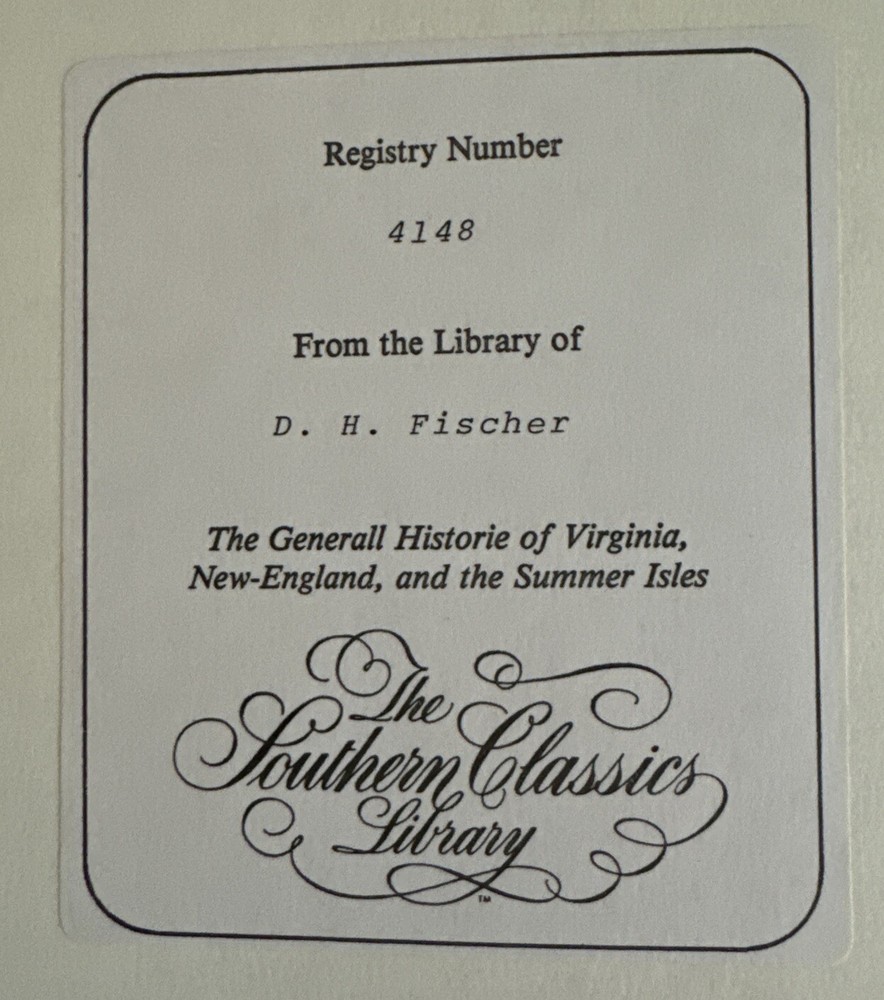 Registry Number
4148
From the Library of
D. H. Fischer
The Generall Historie of Virginia,
New-England, and the Summer Isles
The
Southern Classics
Library
TM